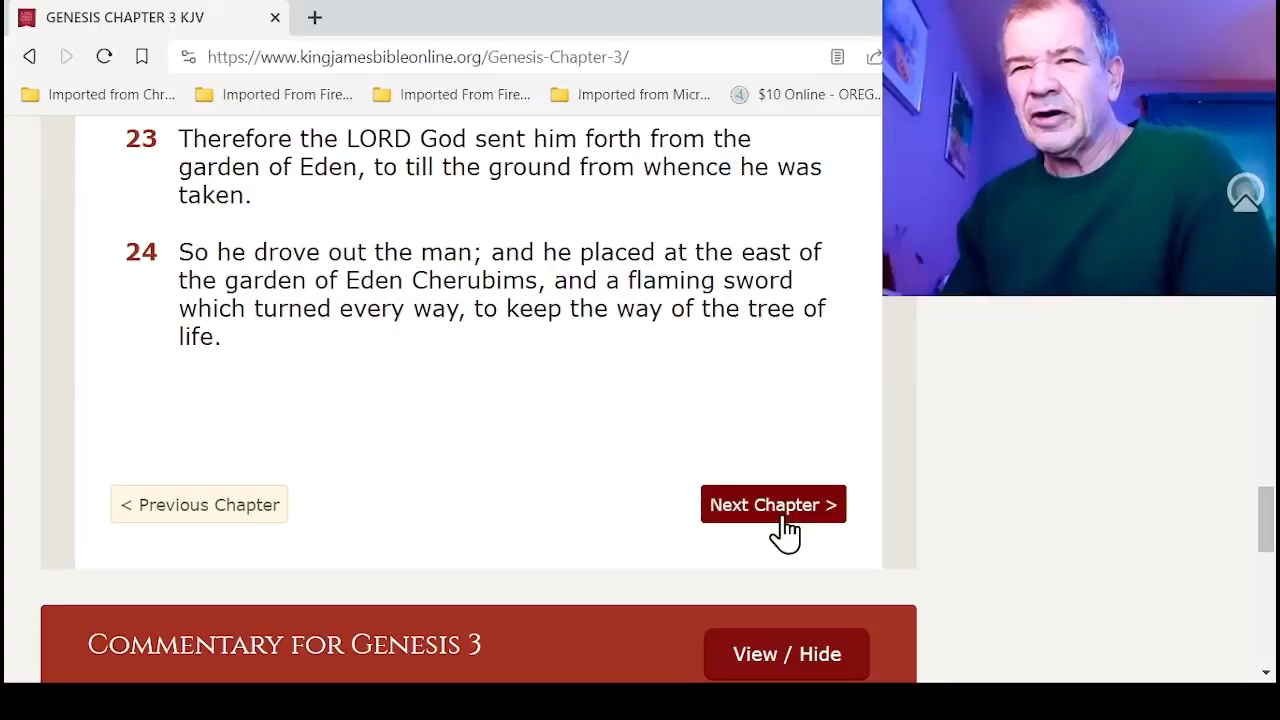 GENESIS CHAPTER 3 KJV
https://www.kingjamesbibleonline.org/Genesis-Chapter-3/
Imported from Chr...
Imported From Fire...
Imported From Fire...
Imported from Micr...
$10 Online - OREG...
23 Therefore the LORD God sent him forth from the
garden of Eden, to till the ground from whence he was
taken.
24 So he drove out the man; and he placed at the east of
the garden of Eden Cherubims, and a flaming sword
which turned every way, to keep the way of the tree of
life.
< Previous Chapter
Next Chapter >
COMMENTARY FOR GENESIS 3
View / Hide